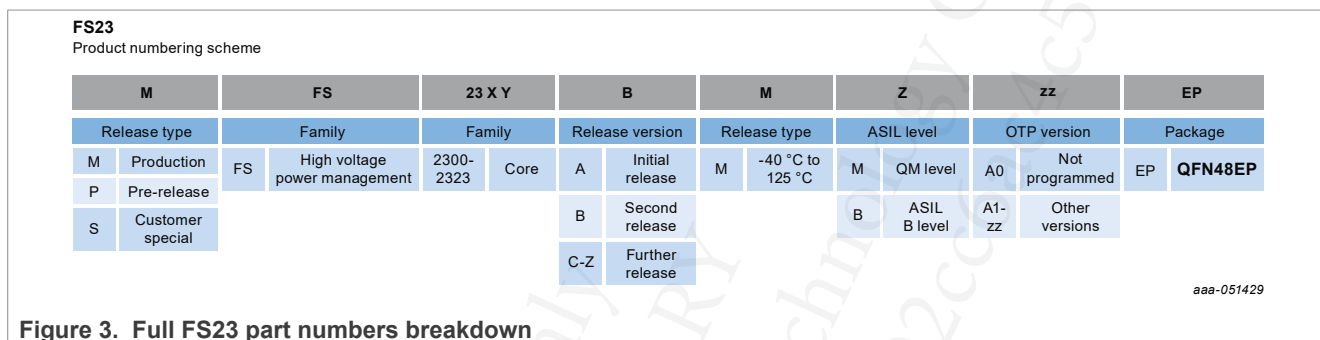 FS23
Product numbering scheme
M FS 23 X Y B M Z zz EP
Release type Family Family Release version Release type ASIL level OTP version Package
M Production FS High voltage power management 2300-2323 Core A Initial release M -40 °C to 125 °C M QM level A0 Not programmed EP QFN48EP
P Pre-release B Second release B ASIL B level A1-zz Other versions
S Customer special C-Z Further release
aaa-051429
Figure 3. Full FS23 part numbers breakdown